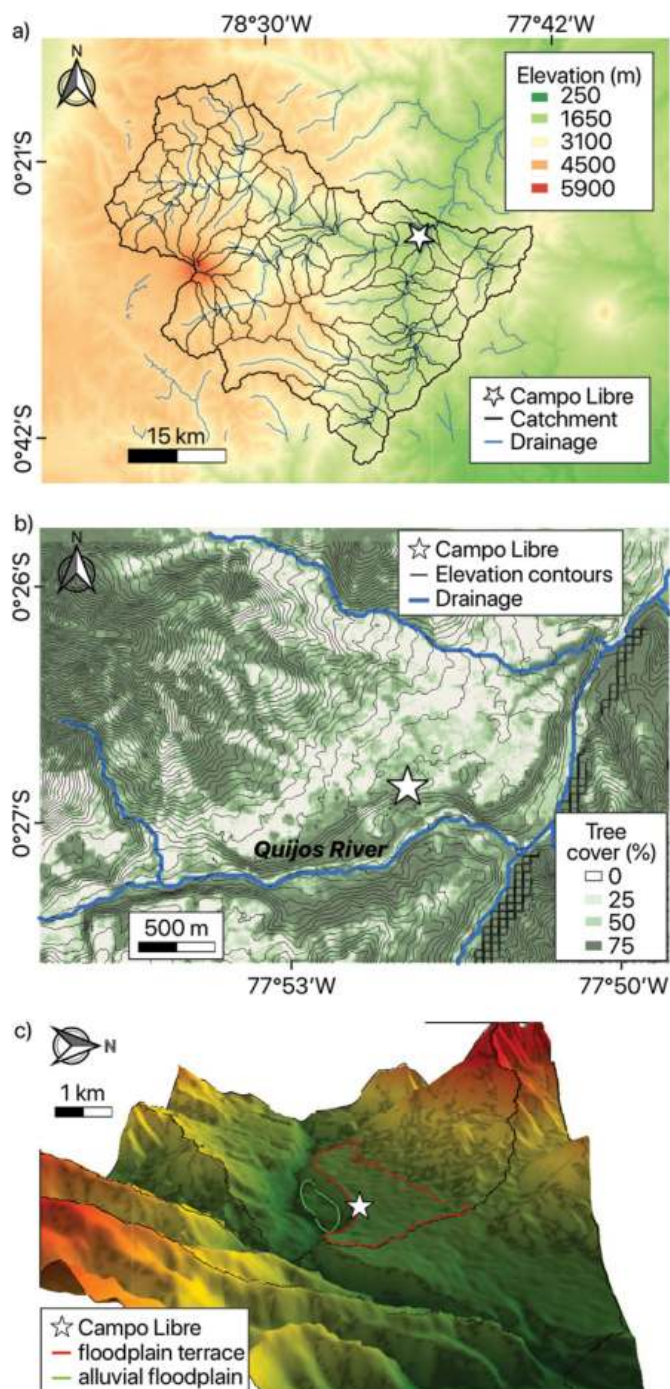 a)
78°30'W
77°42'W
N
Elevation (m)
250
1650
3100
4500
5900
0°21'S
0°42'S
Campo Libre
Catchment
Drainage
15 km
b)
N
Campo Libre
Elevation contours
Drainage
0°26'S
0°27'S
Quijos River
Tree
cover (%)
0
25
50
75
500 m
77°53'W
77°50'W
c)
N
1 km
Campo Libre
floodplain terrace
alluvial floodplain